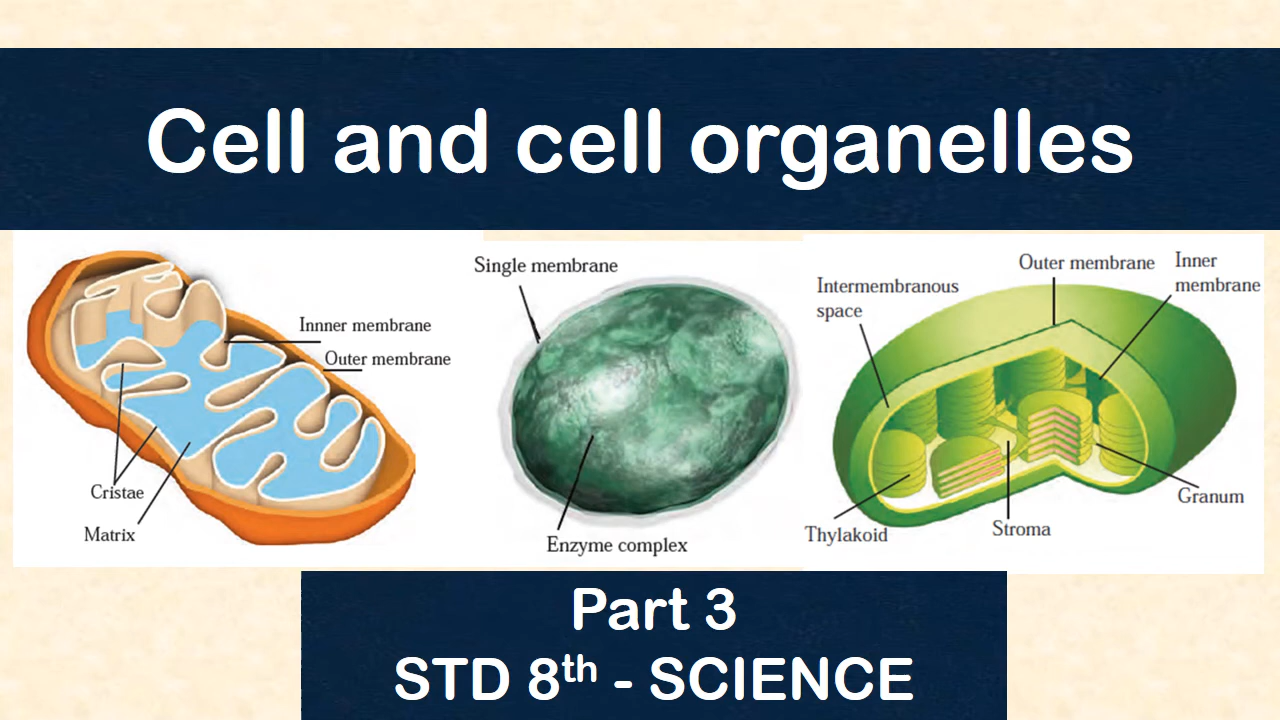 Cell and cell organelles
Innner membrane
Outer membrane
Cristae
Matrix
Single membrane
Enzyme complex
Outer membrane
Inner
membrane
Intermembranous
space
Granum
Stroma
Thylakoid
Part 3
STD 8th - SCIENCE